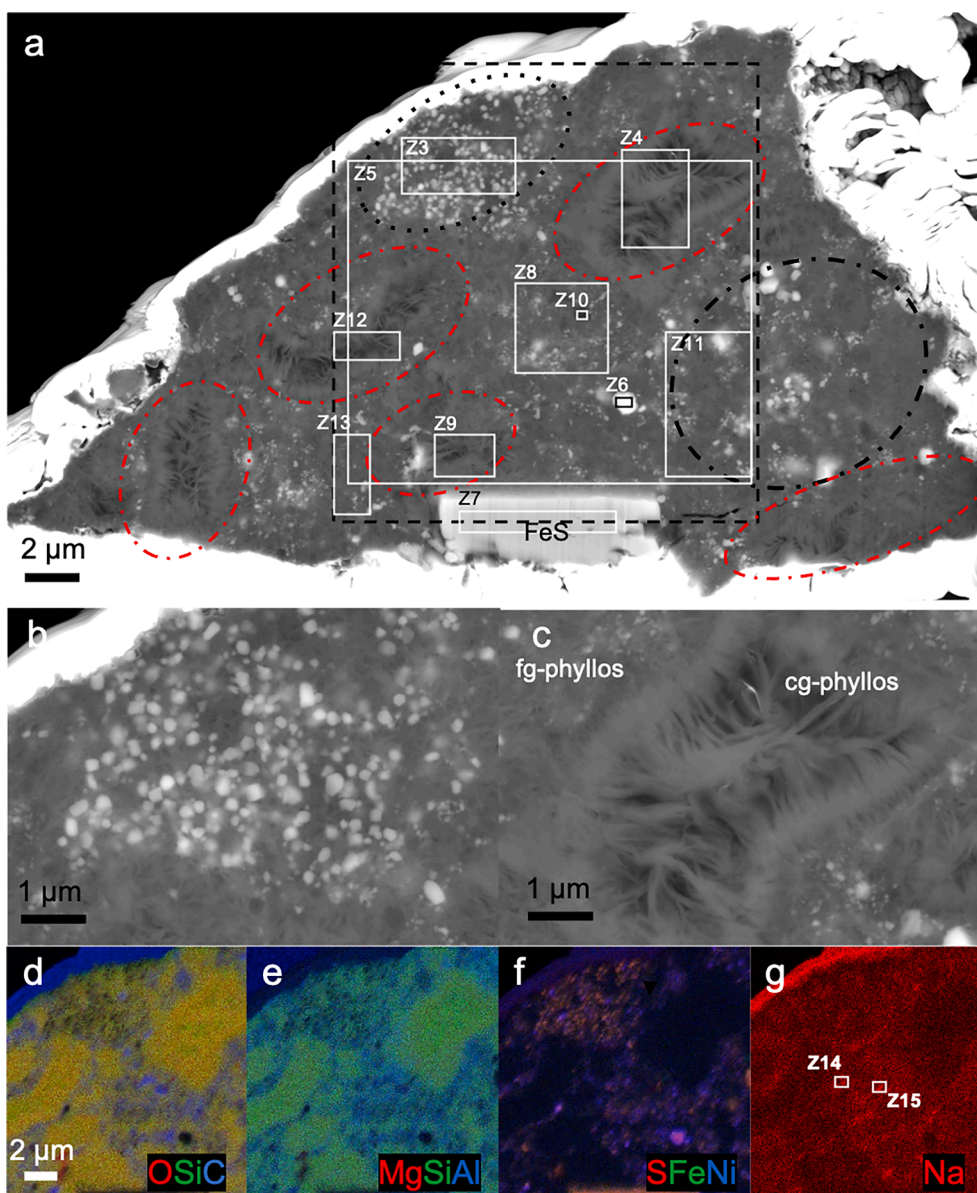 a
Z3
Z4
Z5
Z8
Z10
Z12
Z11
Z6
Z13
Z9
Z7
FeS
2 µm
b
c
fg-phyllos
cg-phyllos
1 µm
1 µm
d
e
f
g
Z14
Z15
2 µm
OSiC
MgSiAl
SFeNi
Na